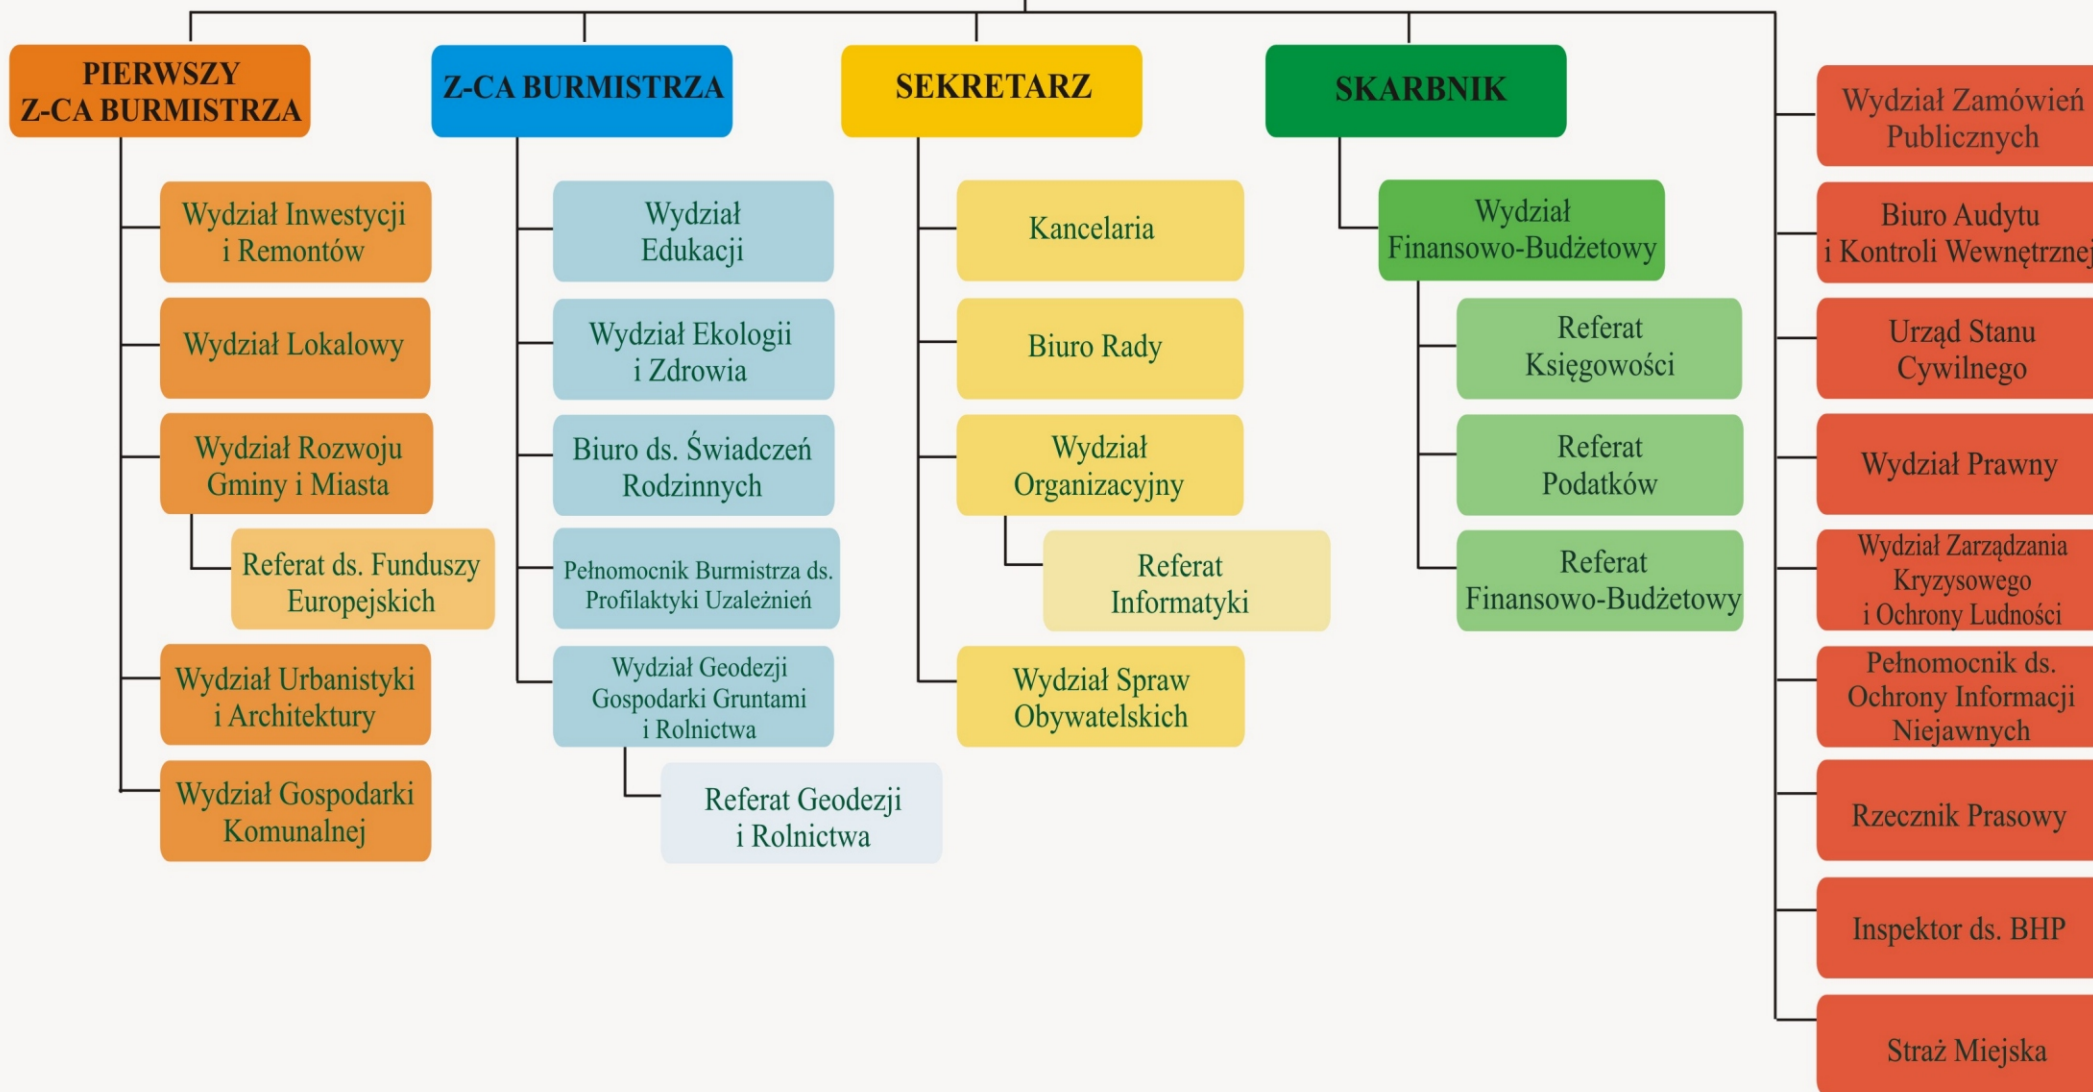 PIERWSZY
Z-CA BURMISTRZA
Wydział Inwestycji
i Remontów
Wydział Lokalowy
Wydział Rozwoju
Gminy i Miasta
Referat ds. Funduszy
Europejskich
Wydział Urbanistyki
i Architektury
Wydział Gospodarki
Komunalnej
Z-CA BURMISTRZA
Wydział
Edukacji
Wydział Ekologii
i Zdrowia
Biuro ds. Świadczeń
Rodzinnych
Pełnomocnik Burmistrza ds.
Profilaktyki Uzależnień
Wydział Geodezji
Gospodarki Gruntami
i Rolnictwa
Referat Geodezji
i Rolnictwa
SEKRETARZ
Kancelaria
Biuro Rady
Wydział
Organizacyjny
Referat
Informatyki
Wydział Spraw
Obywatelskich
SKARBNIK
Wydział
Finansowo-Budżetowy
Referat
Księgowości
Referat
Podatków
Referat
Finansowo-Budżetowy
Wydział Zamówień
Publicznych
Biuro Audytu
i Kontroli Wewnętrznej
Urząd Stanu
Cywilnego
Wydział Prawny
Wydział Zarządzania
Kryzysowego
i Ochrony Ludności
Pełnomocnik ds.
Ochrony Informacji
Niejawnych
Rzecznik Prasowy
Inspektor ds. BHP
Straż Miejska